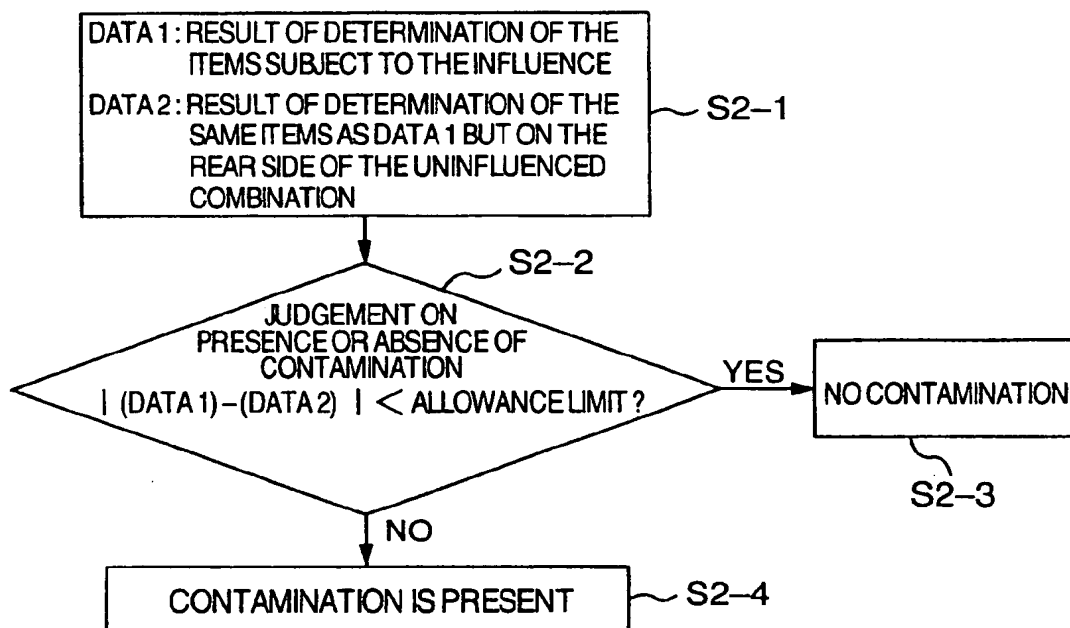 DATA 1 : RESULT OF DETERMINATION OF THE
ITEMS SUBJECT TO THE INFLUENCE
DATA 2 : RESULT OF DETERMINATION OF THE
SAME ITEMS AS DATA 1 BUT ON THE
REAR SIDE OF THE UNINFLUENCED
COMBINATION
S2–1
S2–2
JUDGEMENT ON
PRESENCE OR ABSENCE OF
CONTAMINATION
| (DATA 1) – (DATA 2) | < ALLOWANCE LIMIT ?
YES
NO CONTAMINATION
S2–3
NO
CONTAMINATION IS PRESENT
S2–4